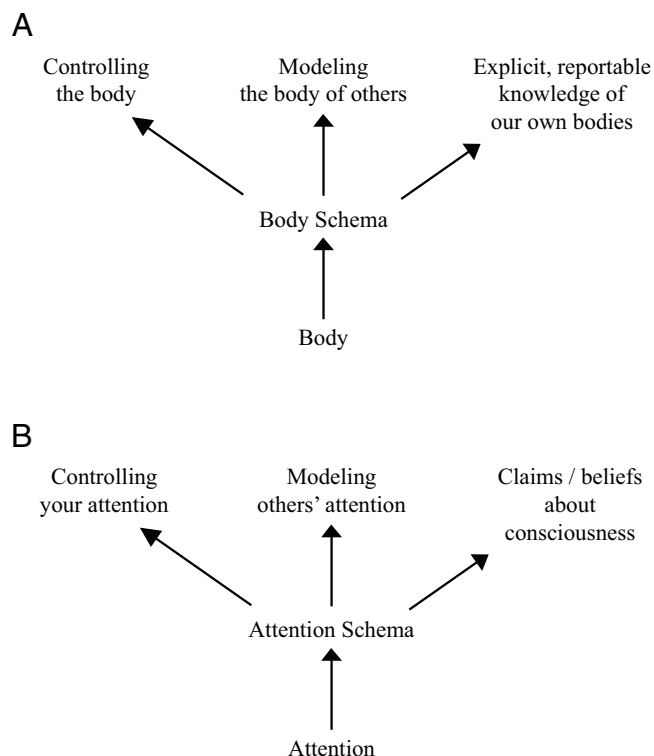 A
Controlling
the body
Modeling
the body of others
Explicit, reportable
knowledge of
our own bodies
Body Schema
Body
B
Controlling
your attention
Modeling
others’ attention
Claims / beliefs
about
consciousness
Attention Schema
Attention